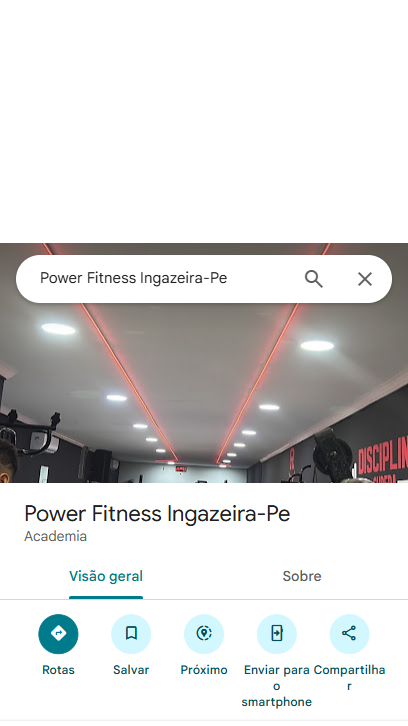 Power Fitness Ingazeira-Pe
DISCIPLIN
Power Fitness Ingazeira-Pe
Academia
Visão geral
Sobre
Rotas
Salvar
Próximo
Enviar para
o
smartphone
Compartilha
r